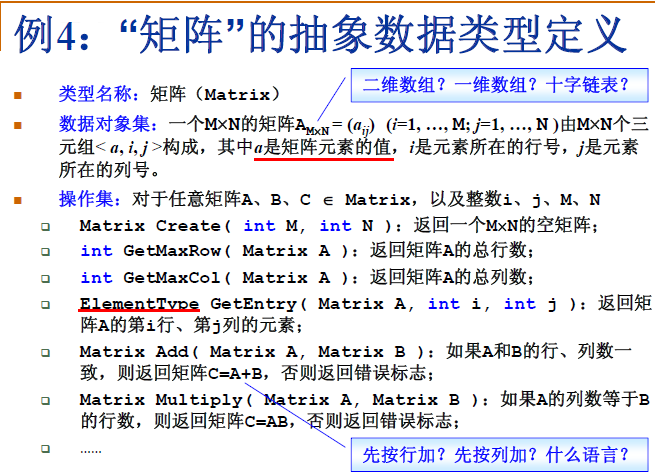 例4：“矩阵”的抽象数据类型定义
二维数组？一维数组？十字链表？
类型名称：矩阵（Matrix）
数据对象集：一个M×N的矩阵A_{M×N} = (a_{ij}) (i=1, …, M; j=1, …, N )由M×N个三
元组< a, i, j >构成，其中a是矩阵元素的值，i是元素所在的行号，j是元素
所在的列号。
操作集：对于任意矩阵A、B、C ∈ Matrix，以及整数i、j、M、N
Matrix Create( int M, int N )：返回一个M×N的空矩阵；
int GetMaxRow( Matrix A )：返回矩阵A的总行数；
int GetMaxCol( Matrix A )：返回矩阵A的总列数；
ElementType GetEntry( Matrix A, int i, int j )：返回矩
阵A的第i行、第j列的元素；
Matrix Add( Matrix A, Matrix B )：如果A和B的行、列数一
致，则返回矩阵C=A+B，否则返回错误标志；
Matrix Multiply( Matrix A, Matrix B )：如果A的列数等于B
的行数，则返回矩阵C=AB，否则返回错误标志；
……
先按行加？先按列加？什么语言？